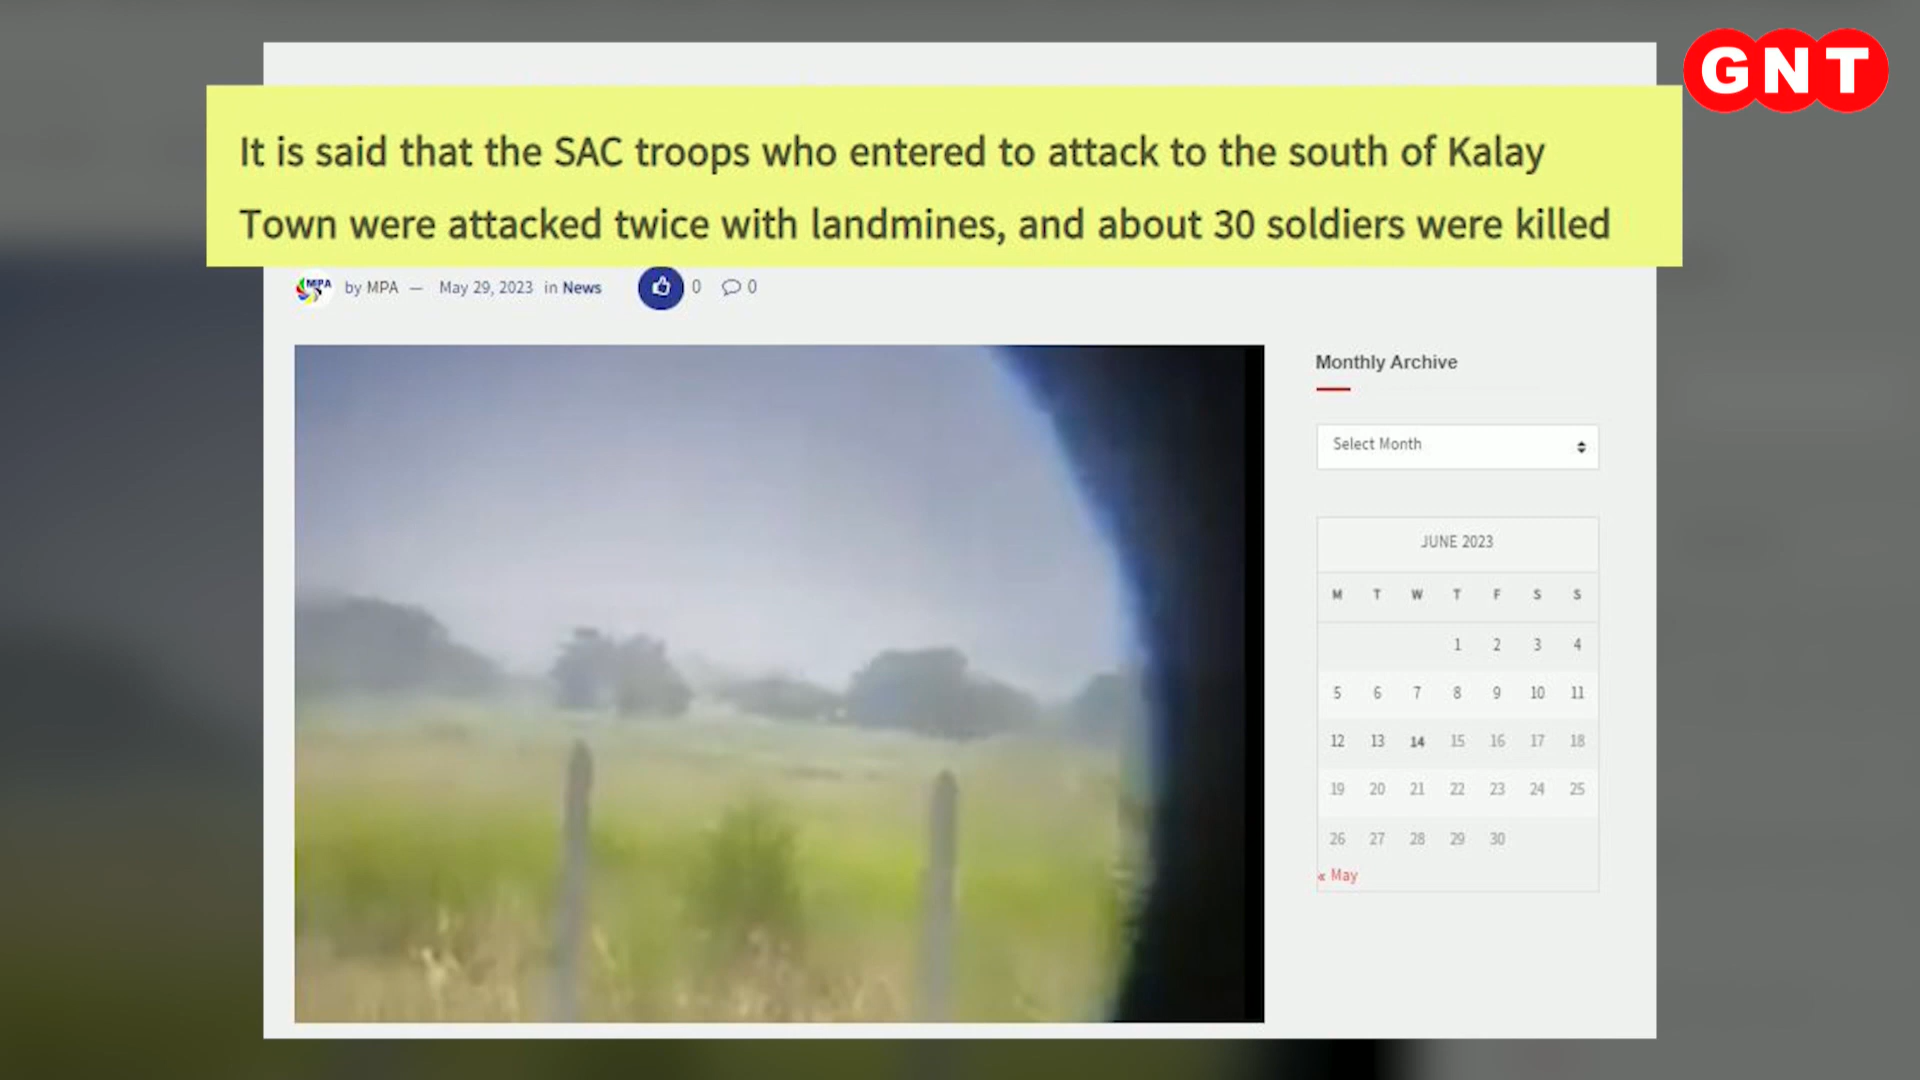 GNT
It is said that the SAC troops who entered to attack to the south of Kalay
Town were attacked twice with landmines, and about 30 soldiers were killed
MPA by MPA — May 29, 2023 in News 0 0
Monthly Archive
Select Month
JUNE 2023
M T W T F S S
1 2 3 4
5 6 7 8 9 10 11
12 13 14 15 16 17 18
19 20 21 22 23 24 25
26 27 28 29 30
« May